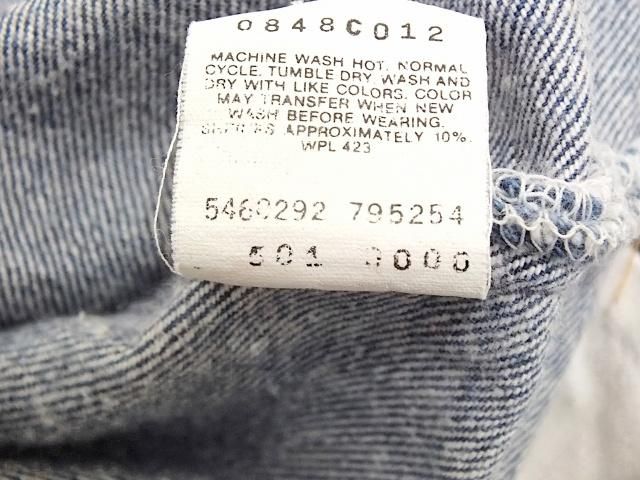 0848C012
MACHINE WASH HOT. NORMAL
CYCLE. TUMBLE DRY. WASH AND
DRY WITH LIKE COLORS. COLOR
MAY TRANSFER WHEN NEW
WASH BEFORE WEARING.
SHRINKS APPROXIMATELY 10%.
WPL 423
5460292 795254
501 0000